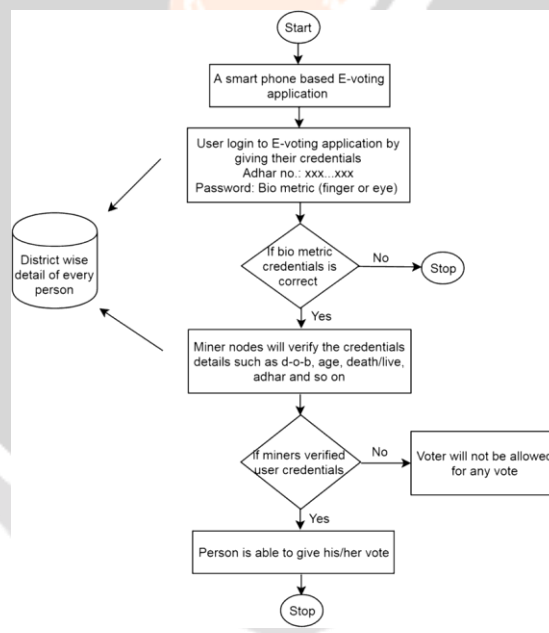 Start
A smart phone based E-voting
application
User login to E-voting application by
giving their credentials
Adhar no.: xxx...xxx
Password: Bio metric (finger or eye)
District wise
detail of every
person
If bio metric
credentials is
correct
No
Stop
Yes
Miner nodes will verify the credentials
details such as d-o-b, age, death/live,
adhar and so on
If miners verified
user credentials
No
Voter will not be allowed
for any vote
Yes
Person is able to give his/her vote
Stop